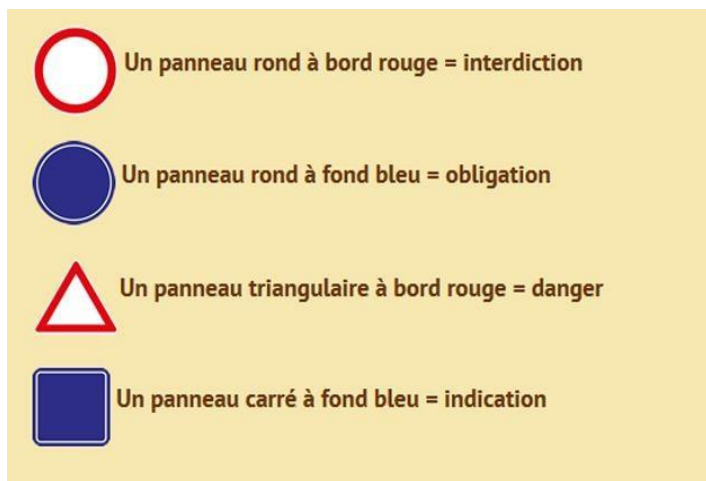 Un panneau rond à bord rouge = interdiction
Un panneau rond à fond bleu = obligation
Un panneau triangulaire à bord rouge = danger
Un panneau carré à fond bleu = indication